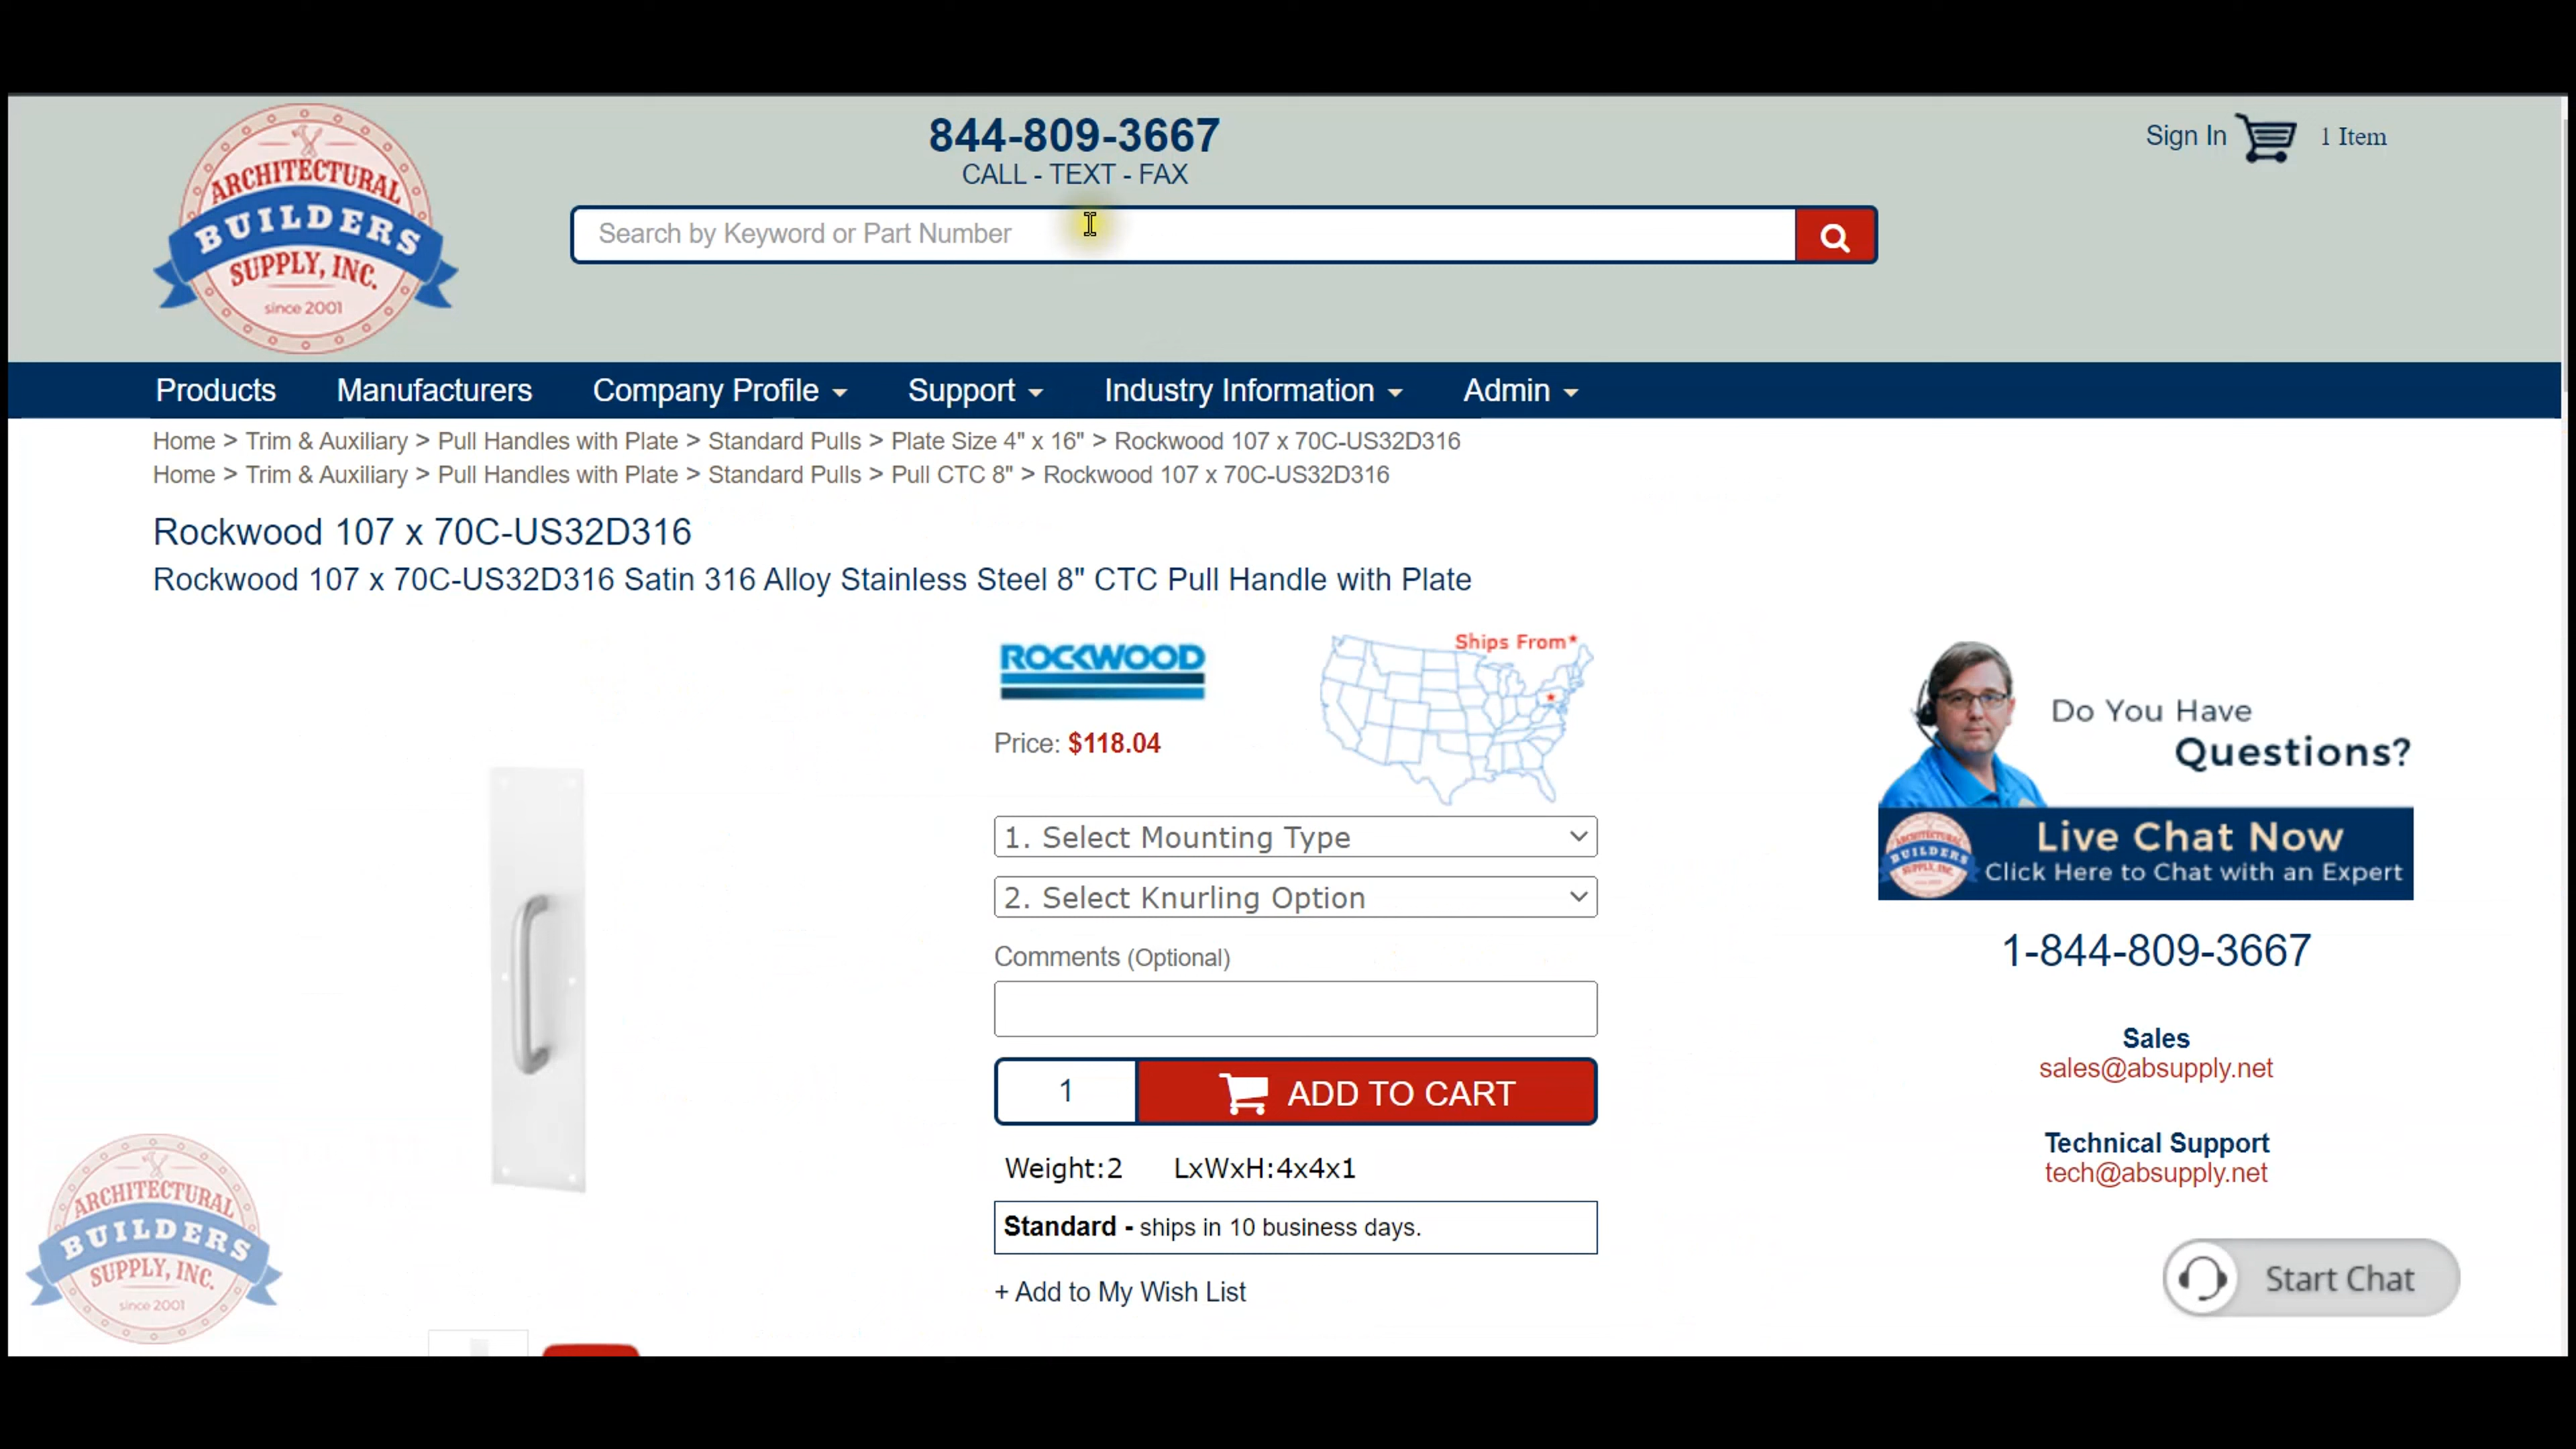 844-809-3667
CALL - TEXT - FAX
Sign In
1 Item
ARCHITECTURAL
BUILDERS
SUPPLY, INC.
since 2001
Search by Keyword or Part Number
Products Manufacturers Company Profile Support Industry Information Admin
Home > Trim & Auxiliary > Pull Handles with Plate > Standard Pulls > Plate Size 4" x 16" > Rockwood 107 x 70C-US32D316
Home > Trim & Auxiliary > Pull Handles with Plate > Standard Pulls > Pull CTC 8" > Rockwood 107 x 70C-US32D316
Rockwood 107 x 70C-US32D316
Rockwood 107 x 70C-US32D316 Satin 316 Alloy Stainless Steel 8" CTC Pull Handle with Plate
ROCKWOOD
Ships From*
Price: $118.04
1. Select Mounting Type
2. Select Knurling Option
Comments (Optional)
1
ADD TO CART
Weight:2 LxWxH:4x4x1
Standard - ships in 10 business days.
+ Add to My Wish List
Do You Have
Questions?
ARCHITECTURAL
BUILDERS
SUPPLY, INC.
Live Chat Now
Click Here to Chat with an Expert
1-844-809-3667
Sales
sales@absupply.net
Technical Support
tech@absupply.net
Start Chat
ARCHITECTURAL
BUILDERS
SUPPLY, INC.
since 2001